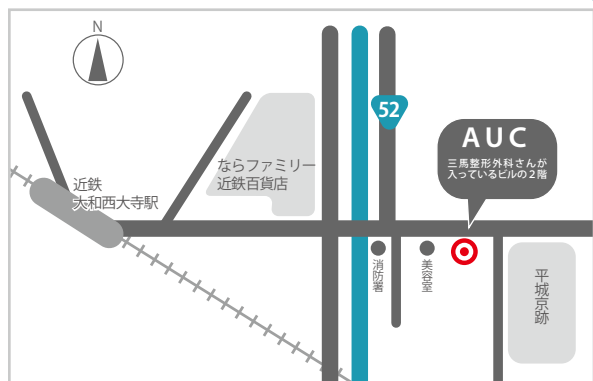 N
52
AUC
三馬整形外科さんが
入っているビルの2階
ならファミリー
近鉄百貨店
近鉄
大和西大寺駅
消防署
美容室
平城京跡